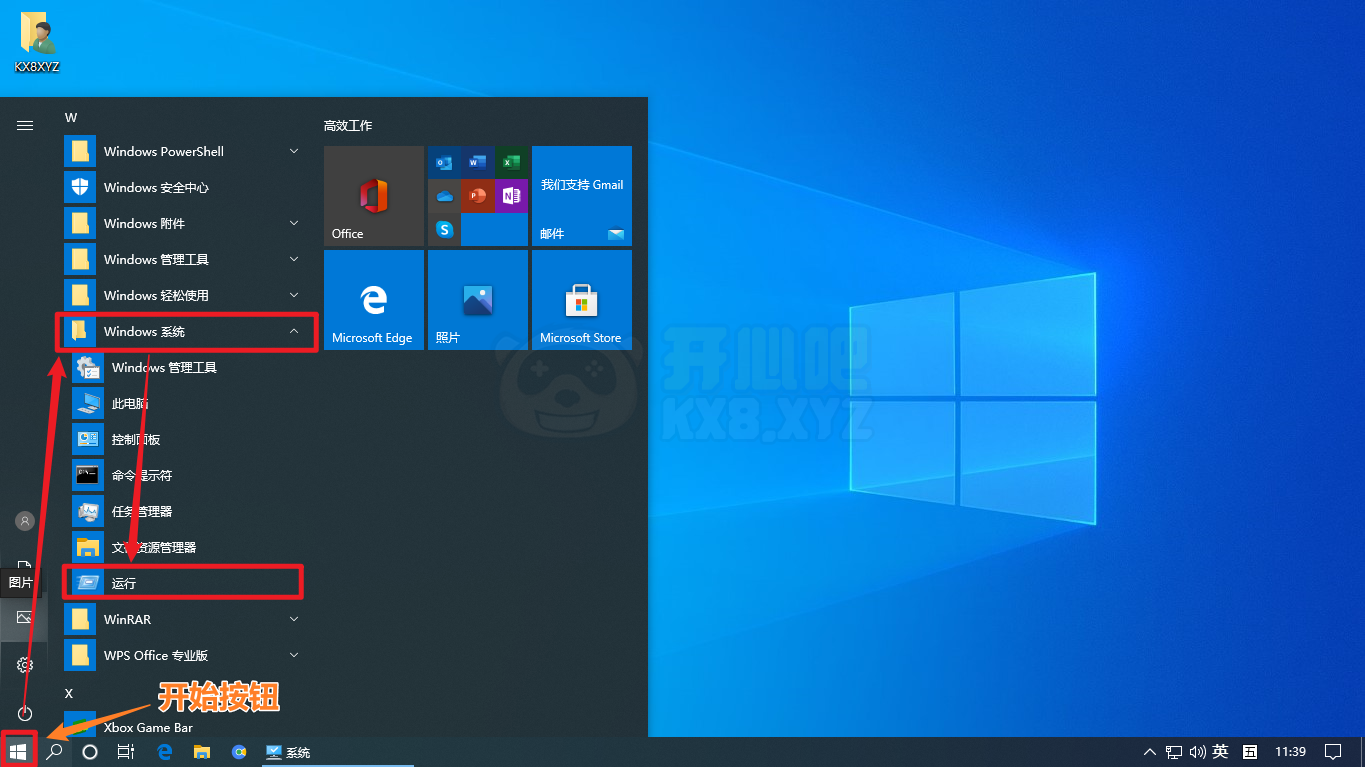 KX8XYZ
W
Windows PowerShell
Windows 安全中心
Windows 附件
Windows 管理工具
Windows 轻松使用
Windows 系统
Windows 管理工具
此电脑
控制面板
命令提示符
任务管理器
文件资源管理器
运行
图片
WinRAR
WPS Office 专业版
X
Xbox Game Bar
开始按钮
高效工作
Office
我们支持 Gmail
邮件
Microsoft Edge
照片
Microsoft Store
开心吧
KX8.XYZ
系统
英
五
11:39